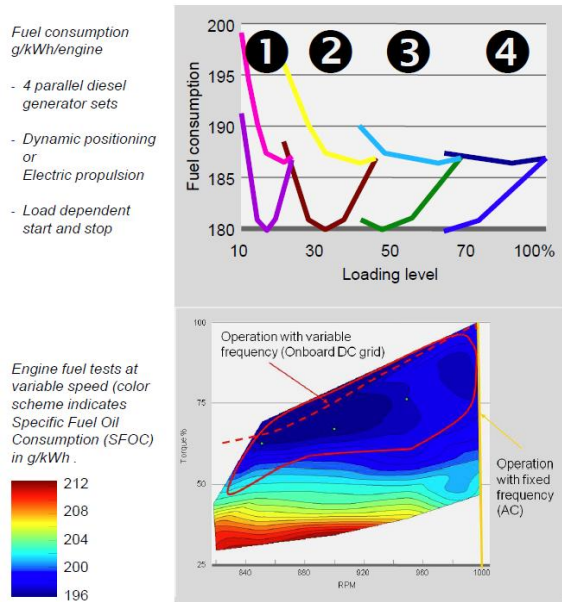 Fuel consumption
g/kWh/engine
- 4 parallel diesel
generator sets
- Dynamic positioning
or
Electric propulsion
- Load dependent
start and stop
Fuel consumption
200
195
190
185
180
1 2 3 4
10 30 50 70 100%
Loading level
Engine fuel tests at
variable speed (color
scheme indicates
Specific Fuel Oil
Consumption (SFOC)
in g/kWh .
212
208
204
200
196
Torque%
100
75
50
25
Operation with variable
frequency (Onboard DC grid)
Operation
with fixed
frequency
(AC)
840 920 1000
RPM